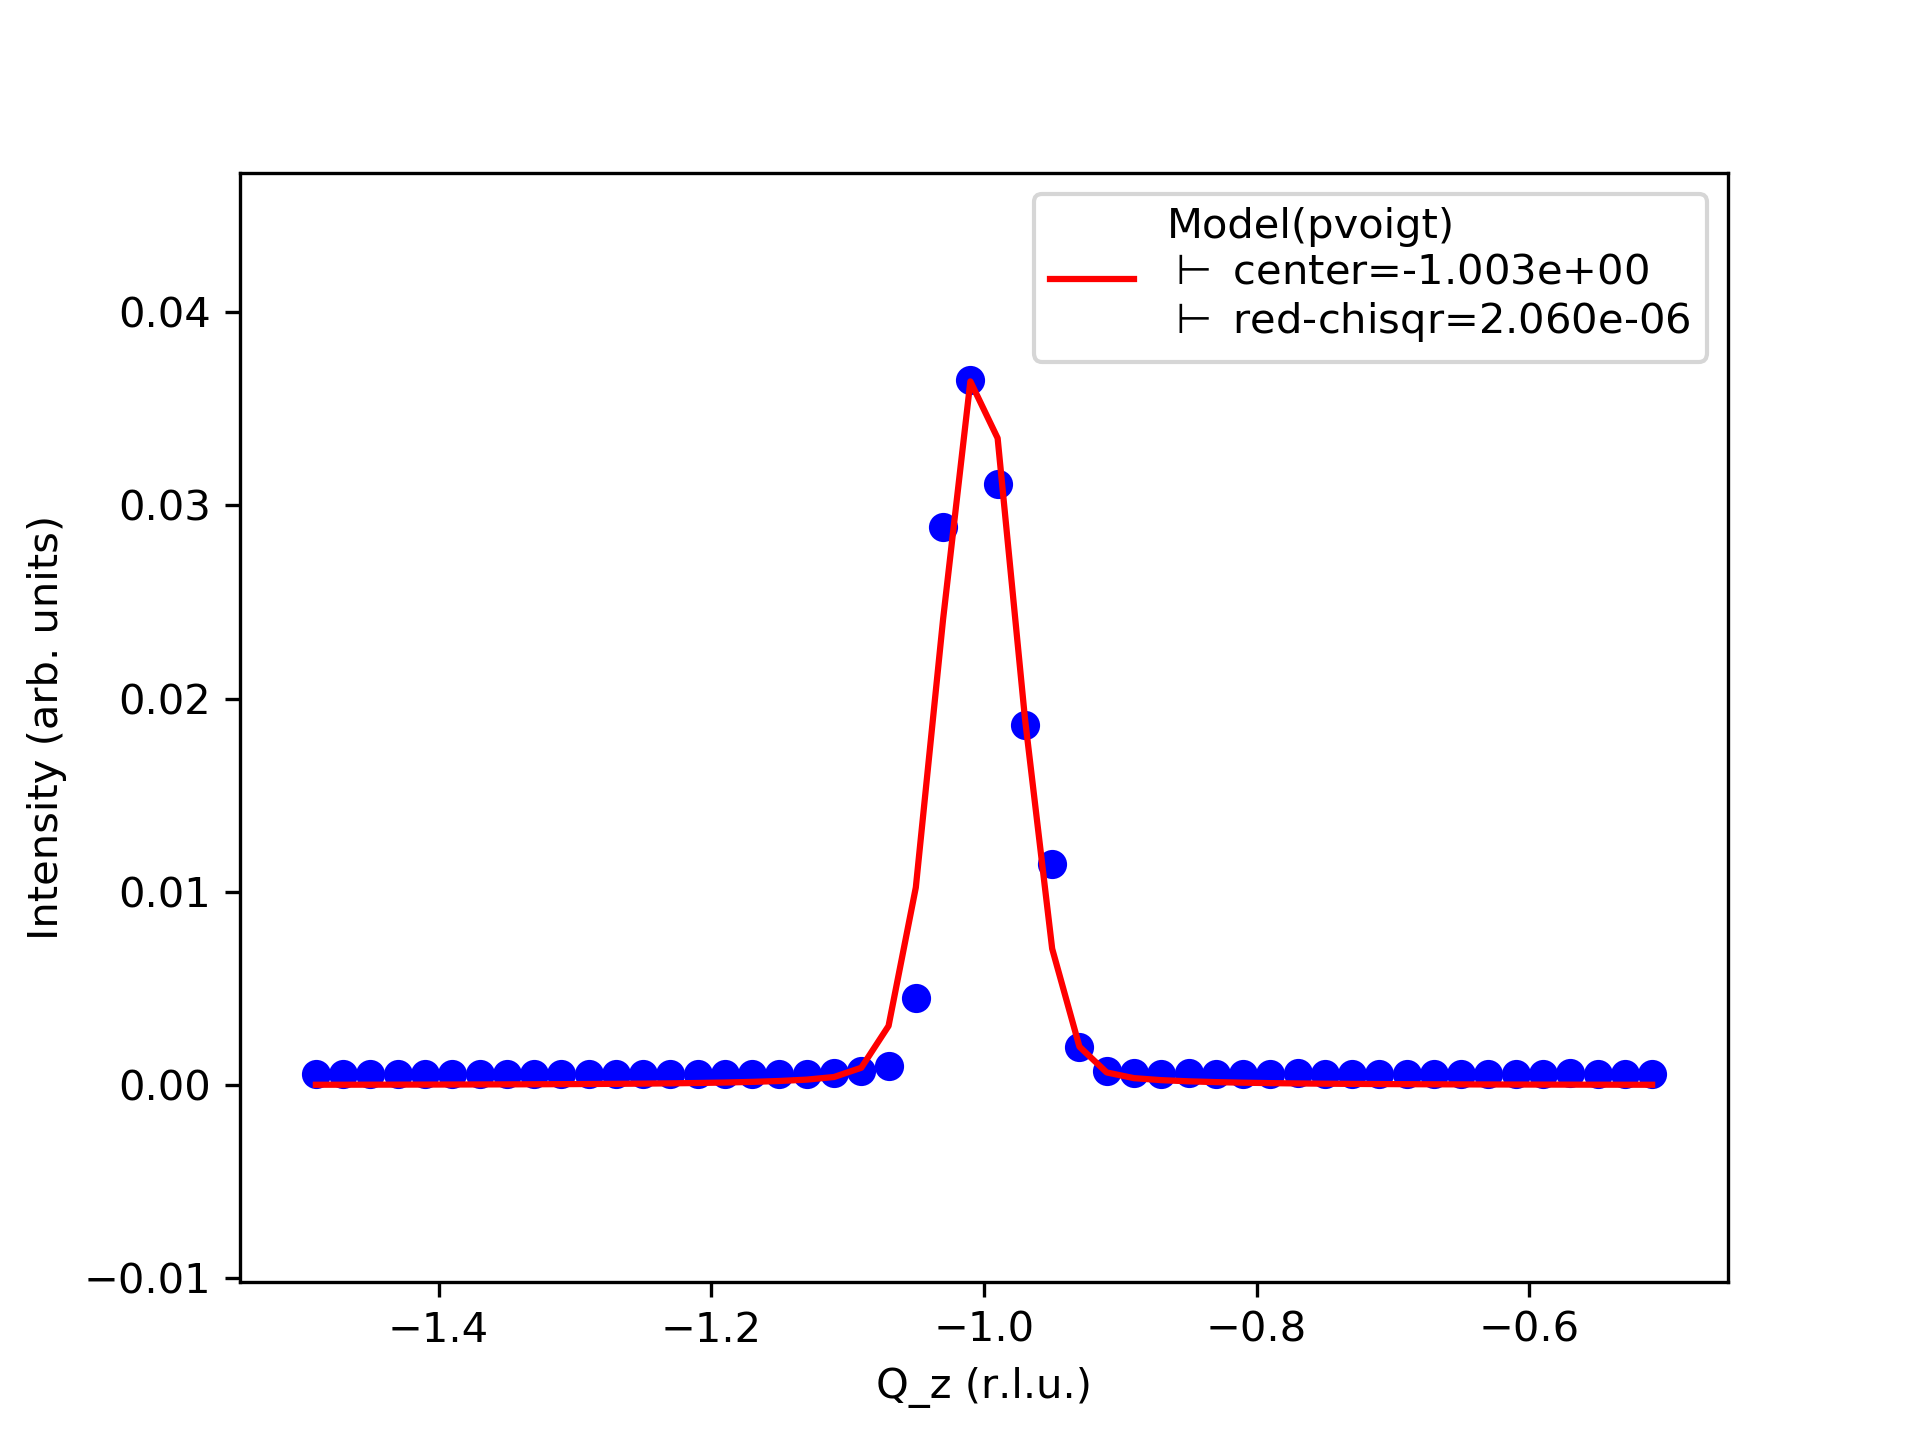 Model(pvoigt)
⊢ center=-1.003e+00
⊢ red-chisqr=2.060e-06
0.04
0.03
0.02
0.01
0.00
−0.01
Intensity (arb. units)
−1.4 −1.2 −1.0 −0.8 −0.6
Q_z (r.l.u.)